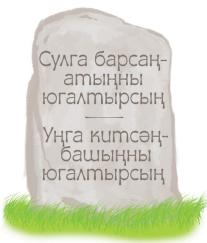 Сулга барсаң-
атыңны
югалтырсың
Уңга китсәң-
башыңны
югалтырсың